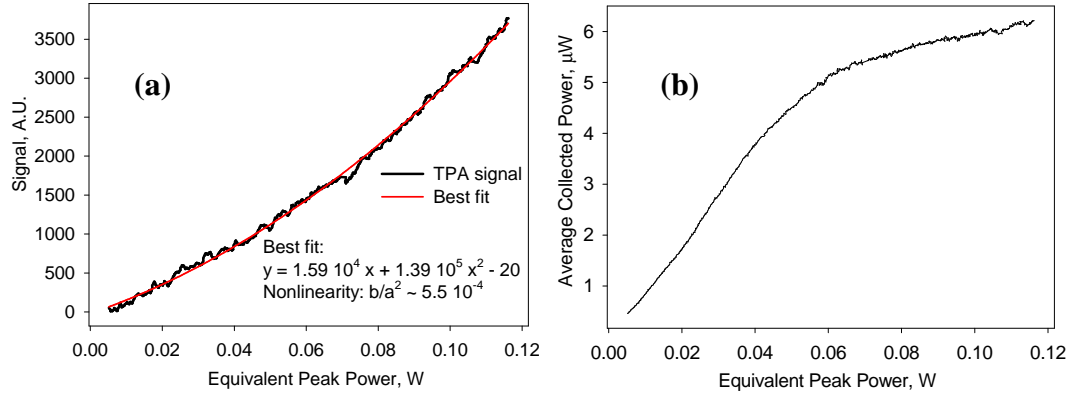 (a)
Signal, A.U.
3500
3000
2500
2000
1500
1000
500
0
TPA signal
Best fit
Best fit:
y = 1.59 10⁴ x + 1.39 10⁵ x² - 20
Nonlinearity: b/a² ~ 5.5 10⁻⁴
0.00 0.02 0.04 0.06 0.08 0.10 0.12
Equivalent Peak Power, W
(b)
Average Collected Power, μW
6
5
4
3
2
1
0.00 0.02 0.04 0.06 0.08 0.10 0.12
Equivalent Peak Power, W